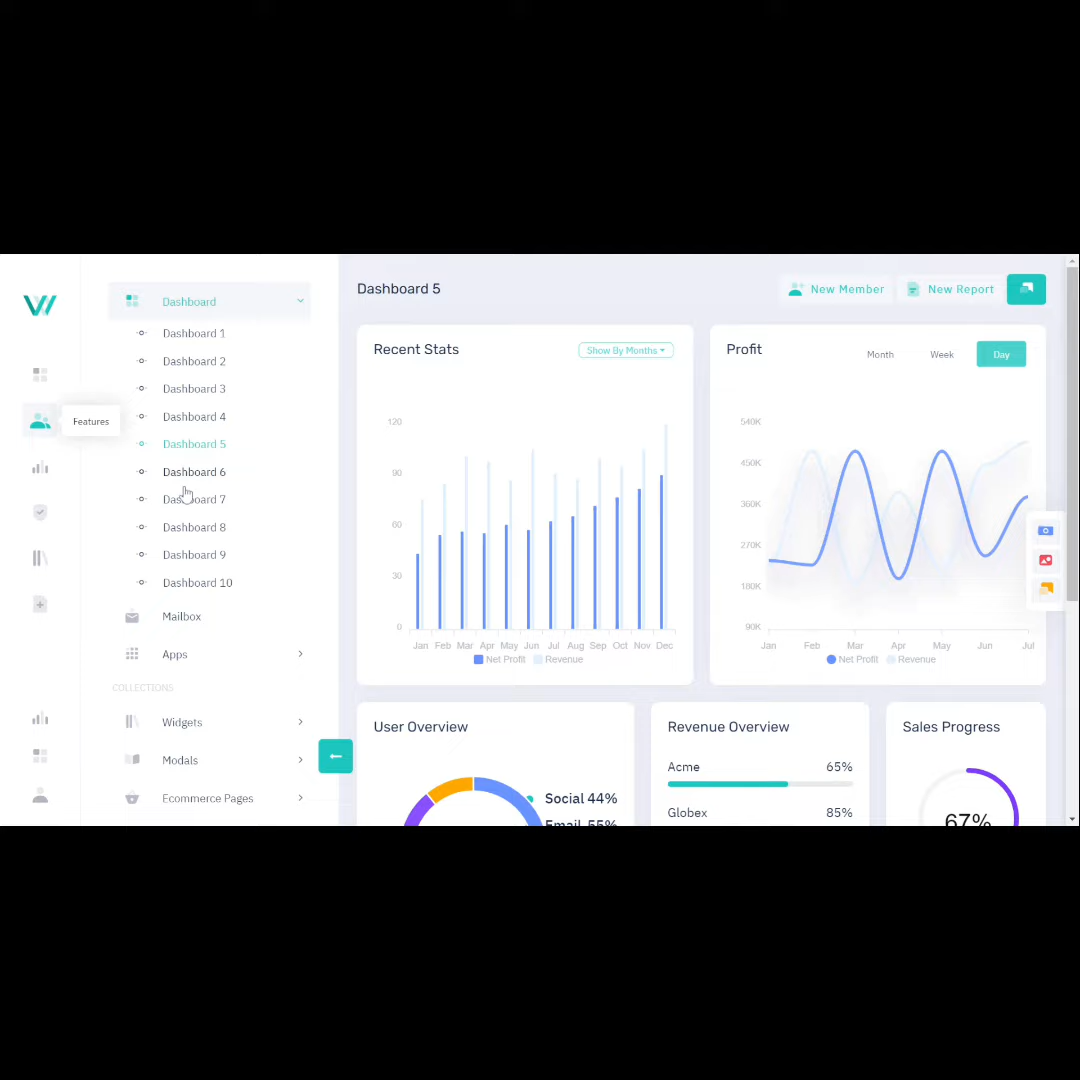 Dashboard
Dashboard 1
Dashboard 2
Dashboard 3
Dashboard 4
Dashboard 5
Dashboard 6
Dashboard 7
Dashboard 8
Dashboard 9
Dashboard 10
Mailbox
Apps
COLLECTIONS
Widgets
Modals
Ecommerce Pages
Features
Dashboard 5
New Member
New Report
Recent Stats
Show By Months
120
90
60
30
0
Jan Feb Mar Apr May Jun Jul Aug Sep Oct Nov Dec
Net Profit Revenue
Profit
Month Week Day
540K
450K
360K
270K
180K
90K
Jan Feb Mar Apr May Jun Jul
Net Profit Revenue
User Overview
Social 44%
Email 55%
Revenue Overview
Acme 65%
Globex 85%
Sales Progress
67%